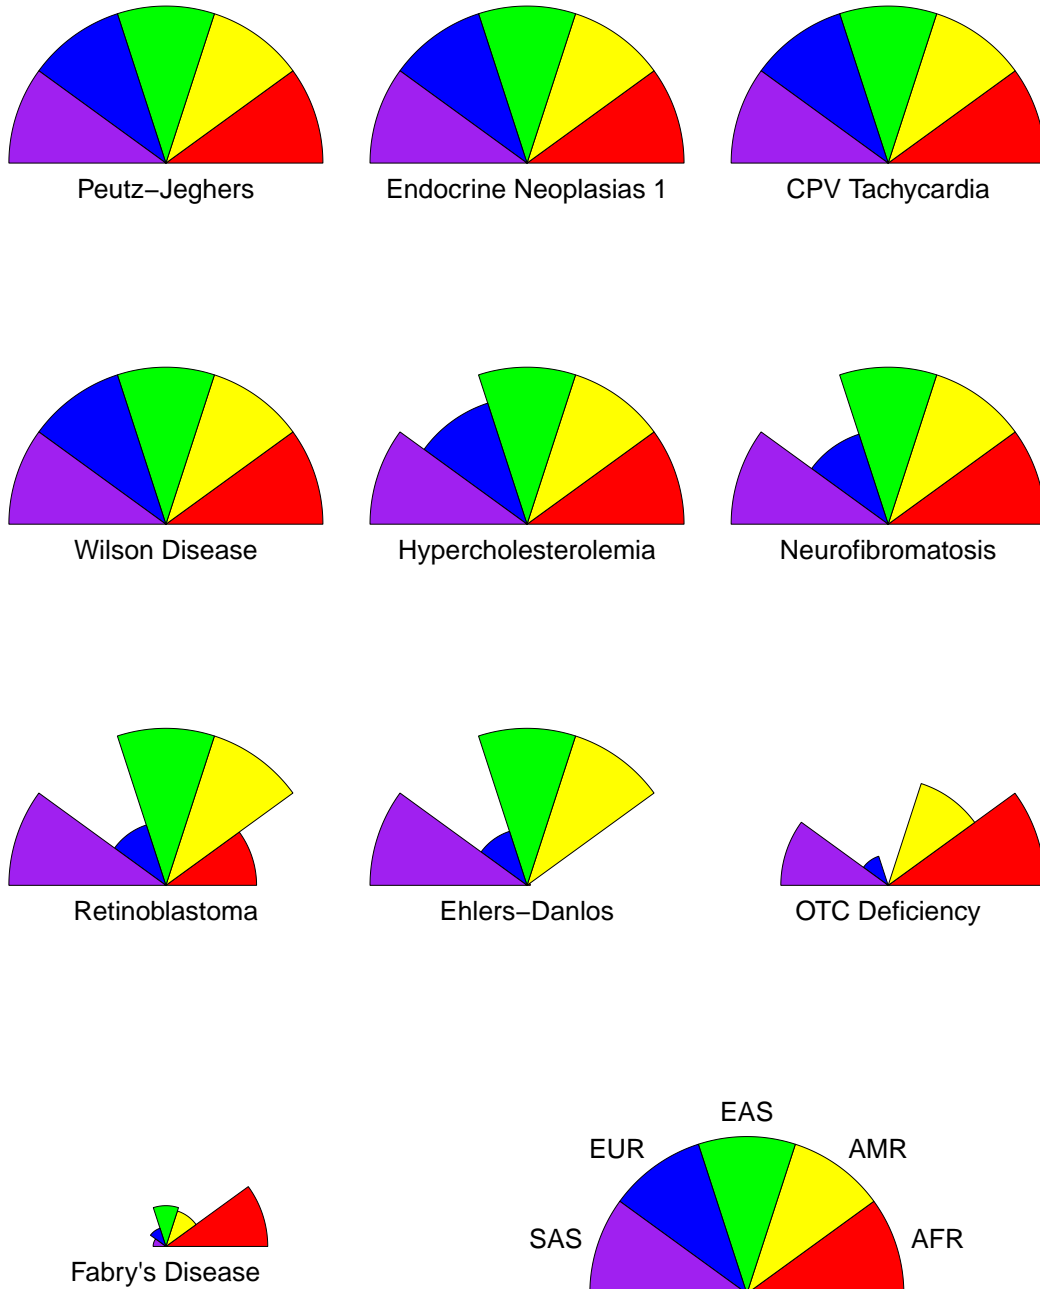 Peutz−Jeghers
Endocrine Neoplasias 1
CPV Tachycardia
Wilson Disease
Hypercholesterolemia
Neurofibromatosis
Retinoblastoma
Ehlers−Danlos
OTC Deficiency
Fabry's Disease
EAS
EUR
AMR
SAS
AFR